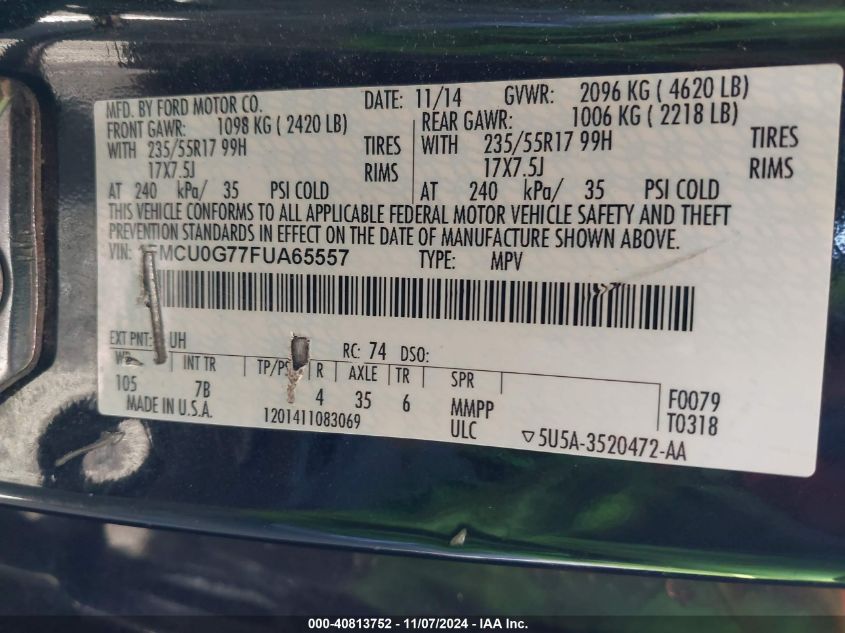 MFD. BY FORD MOTOR CO. DATE: 11/14 GVWR: 2096 KG ( 4620 LB)
FRONT GAWR: 1098 KG ( 2420 LB) REAR GAWR: 1006 KG ( 2218 LB)
WITH 235/55R17 99H TIRES WITH 235/55R17 99H TIRES
17X7.5J RIMS 17X7.5J RIMS
AT 240 kPa/ 35 PSI COLD AT 240 kPa/ 35 PSI COLD
THIS VEHICLE CONFORMS TO ALL APPLICABLE FEDERAL MOTOR VEHICLE SAFETY AND THEFT
PREVENTION STANDARDS IN EFFECT ON THE DATE OF MANUFACTURE SHOWN ABOVE.
VIN: MCU0G77FUA65557 TYPE: MPV
EXT PNT: UH RC: 74 DSO:
WB INT TR TP/PS R AXLE TR SPR
105 7B 4 35 6 MMPP F0079
MADE IN U.S.A. 1201411083069 ULC ▽5U5A-3520472-AA T0318
000-40813752 - 11/07/2024 - IAA Inc.